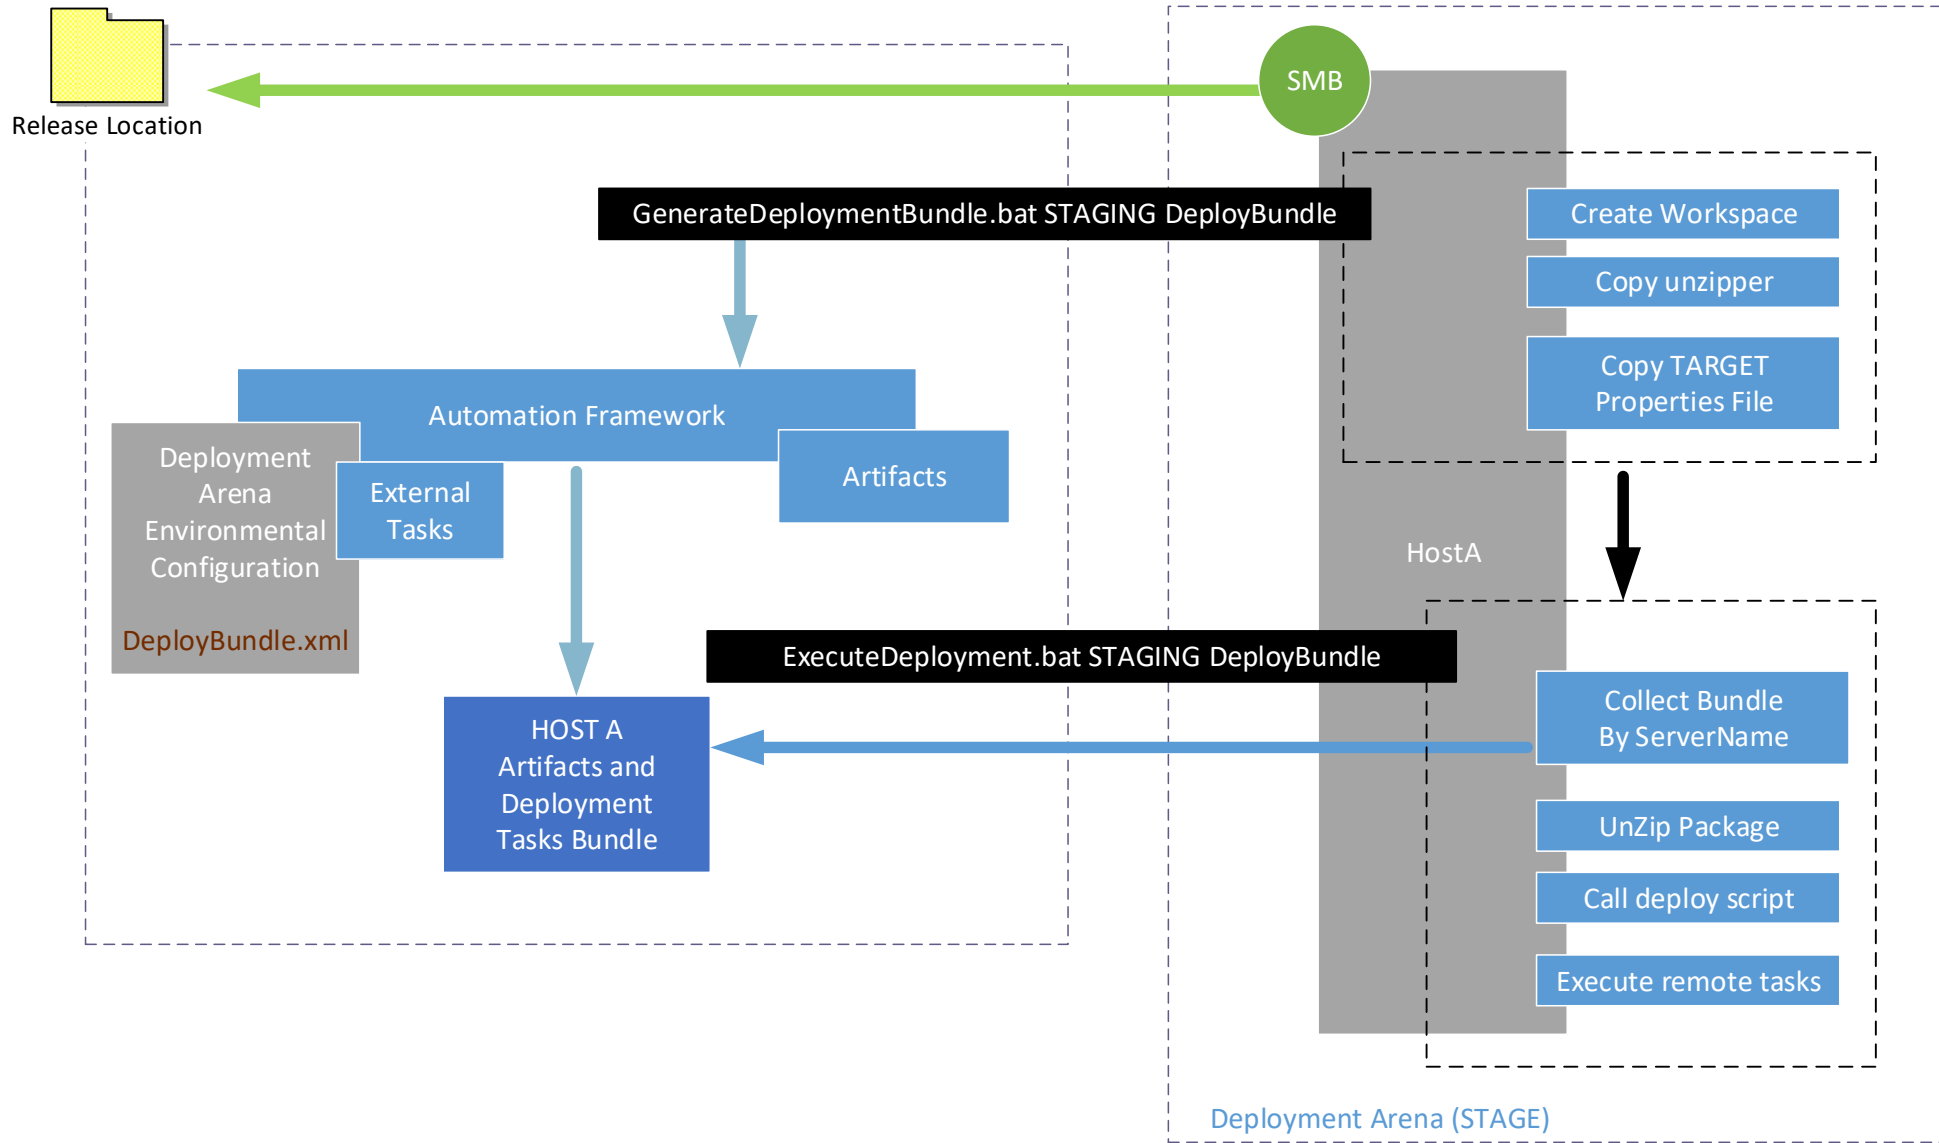 SMB
Release Location
GenerateDeploymentBundle.bat STAGING DeployBundle
Create Workspace
Copy unzipper
Copy TARGET
Properties File
Automation Framework
Deployment
Arena
Environmental
Configuration
DeployBundle.xml
External
Tasks
Artifacts
HostA
ExecuteDeployment.bat STAGING DeployBundle
HOST A
Artifacts and
Deployment
Tasks Bundle
Collect Bundle
By ServerName
UnZip Package
Call deploy script
Execute remote tasks
Deployment Arena (STAGE)